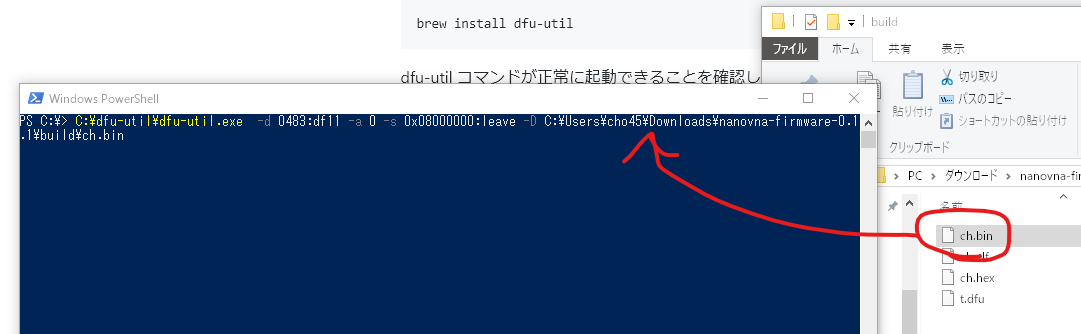 brew install dfu-util
build
ファイル ホーム 共有 表示
dfu-util コマンドが正常に起動できることを確認し
切り取り
パスのコピー
貼り付け
ショートカットの貼り付け
クリップボード
Windows PowerShell
PS C:¥> C:¥dfu-util¥dfu-util.exe -d 0483:df11 -a 0 -s 0x08000000:leave -D C:¥Users¥cho45¥Downloads¥nanovna-firmware-0.1
.1¥build¥ch.bin
PC > ダウンロード > nanovna-fi
名前
ch.bin
ch.hex
t.dfu